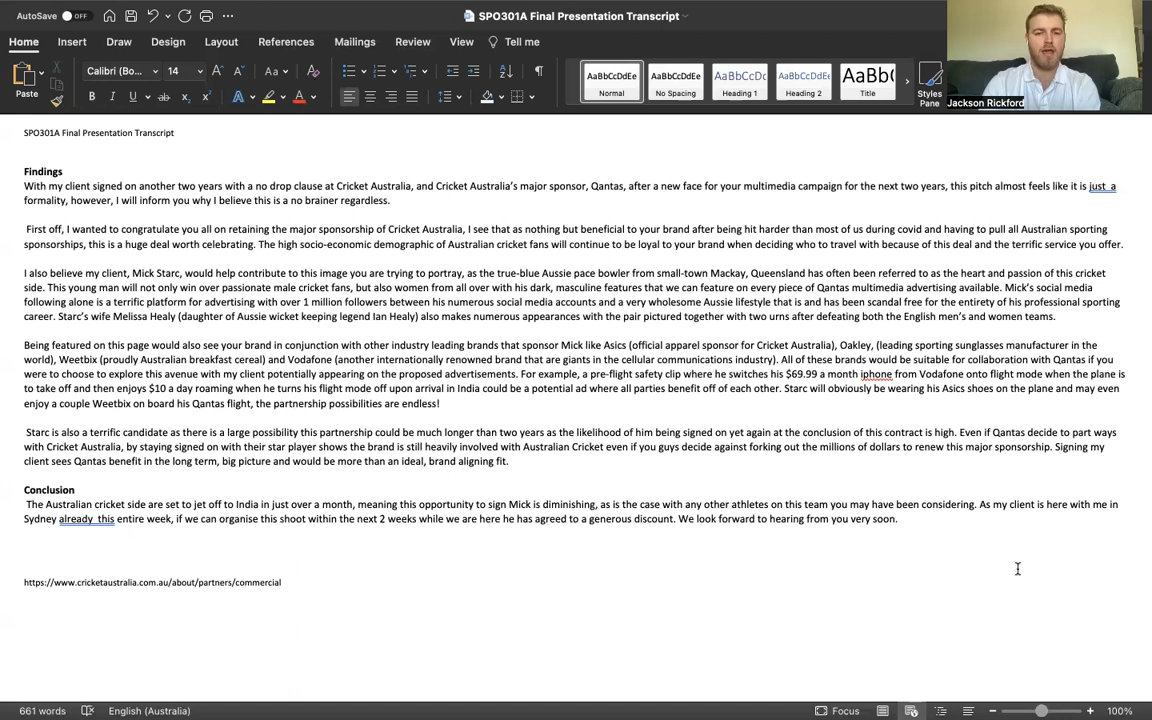 AutoSave OFF
SPO301A Final Presentation Transcript
Home Insert Draw Design Layout References Mailings Review View Tell me
Paste
Calibri (Bo... 14
Aa
B I U ab X₂ X² A A
AaBbCcDdEe AaBbCcDdEe AaBbCcDc AaBbCcDdEe AaBb(
Normal No Spacing Heading 1 Heading 2 Title
Styles Pane
Jackson Rickford
SPO301A Final Presentation Transcript
Findings
With my client signed on another two years with a no drop clause at Cricket Australia, and Cricket Australia's major sponsor, Qantas, after a new face for your multimedia campaign for the next two years, this pitch almost feels like it is just  a
formality, however, I will inform you why I believe this is a no brainer regardless.
First off, I wanted to congratulate you all on retaining the major sponsorship of Cricket Australia, I see that as nothing but beneficial to your brand after being hit harder than most of us during covid and having to pull all Australian sporting
sponsorships, this is a huge deal worth celebrating. The high socio-economic demographic of Australian cricket fans will continue to be loyal to your brand when deciding who to travel with because of this deal and the terrific service you offer.
I also believe my client, Mick Starc, would help contribute to this image you are trying to portray, as the true-blue Aussie pace bowler from small-town Mackay, Queensland has often been referred to as the heart and passion of this cricket
side. This young man will not only win over passionate male cricket fans, but also women from all over with his dark, masculine features that we can feature on every piece of Qantas multimedia advertising available. Mick's social media
following alone is a terrific platform for advertising with over 1 million followers between his numerous social media accounts and a very wholesome Aussie lifestyle that is and has been scandal free for the entirety of his professional sporting
career. Starc's wife Melissa Healy (daughter of Aussie wicket keeping legend Ian Healy) also makes numerous appearances with the pair pictured together with two urns after defeating both the English men's and women teams.
Being featured on this page would also see your brand in conjunction with other industry leading brands that sponsor Mick like Asics (official apparel sponsor for Cricket Australia), Oakley, (leading sporting sunglasses manufacturer in the
world), Weetbix (proudly Australian breakfast cereal) and Vodafone (another internationally renowned brand that are giants in the cellular communications industry). All of these brands would be suitable for collaboration with Qantas if you
were to choose to explore this avenue with my client potentially appearing on the proposed advertisements. For example, a pre-flight safety clip where he switches his $69.99 a month iphone from Vodafone onto flight mode when the plane is
to take off and then enjoys $10 a day roaming when he turns his flight mode off upon arrival in India could be a potential ad where all parties benefit off of each other. Starc will obviously be wearing his Asics shoes on the plane and may even
enjoy a couple Weetbix on board his Qantas flight, the partnership possibilities are endless!
Starc is also a terrific candidate as there is a large possibility this partnership could be much longer than two years as the likelihood of him being signed on yet again at the conclusion of this contract is high. Even if Qantas decide to part ways
with Cricket Australia, by staying signed on with their star player shows the brand is still heavily involved with Australian Cricket even if you guys decide against forking out the millions of dollars to renew this major sponsorship. Signing my
client sees Qantas benefit in the long term, big picture and would be more than an ideal, brand aligning fit.
Conclusion
The Australian cricket side are set to jet off to India in just over a month, meaning this opportunity to sign Mick is diminishing, as is the case with any other athletes on this team you may have been considering. As my client is here with me in
Sydney already  this entire week, if we can organise this shoot within the next 2 weeks while we are here he has agreed to a generous discount. We look forward to hearing from you very soon.
https://www.cricketaustralia.com.au/about/partners/commercial
661 words English (Australia) Focus 100%